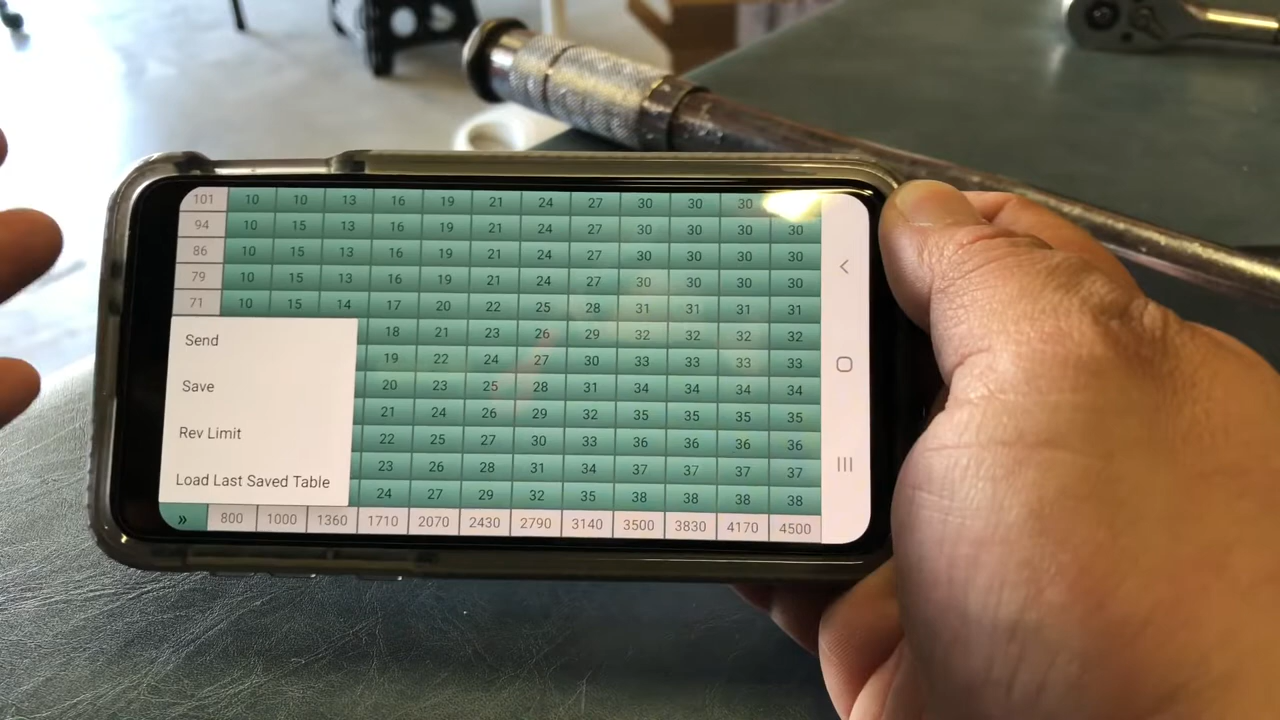 101 10 10 13 16 19 21 24 27 30 30 30
94 10 15 13 16 19 21 24 27 30 30 30 30
86 10 15 13 16 19 21 24 27 30 30 30 30
79 10 15 13 16 19 21 24 27 30 30 30 30
71 10 15 14 17 20 22 25 28 31 31 31 31
18 21 23 26 29 32 32 32 32
Send
19 22 24 27 30 33 33 33 33
Save
20 23 25 28 31 34 34 34 34
21 24 26 29 32 35 35 35 35
Rev Limit
22 25 27 30 33 36 36 36 36
23 26 28 31 34 37 37 37 37
Load Last Saved Table
24 27 29 32 35 38 38 38 38
» 800 1000 1360 1710 2070 2430 2790 3140 3500 3830 4170 4500